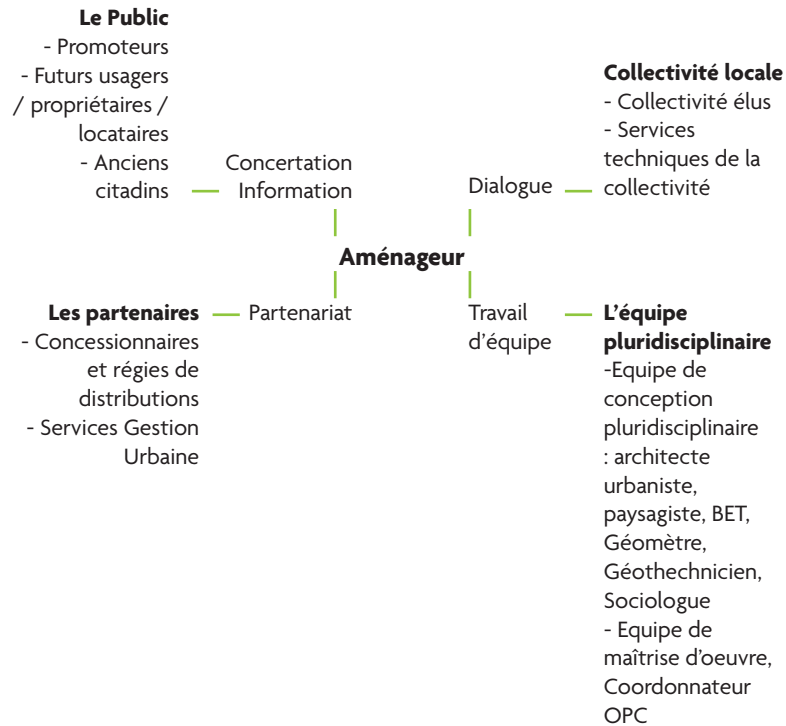 Le Public
- Promoteurs
- Futurs usagers
/ propriétaires /
locataires
- Anciens
citadins
Concertation
Information
Dialogue
Collectivité locale
- Collectivité élus
- Services
techniques de la
collectivité
Aménageur
Les partenaires
- Concessionnaires
et régies de
distributions
- Services Gestion
Urbaine
Partenariat
Travail
d’équipe
L’équipe
pluridisciplinaire
-Equipe de
conception
pluridisciplinaire
: architecte
urbaniste,
paysagiste, BET,
Géomètre,
Géothechnicien,
Sociologue
- Equipe de
maîtrise d’oeuvre,
Coordonnateur
OPC